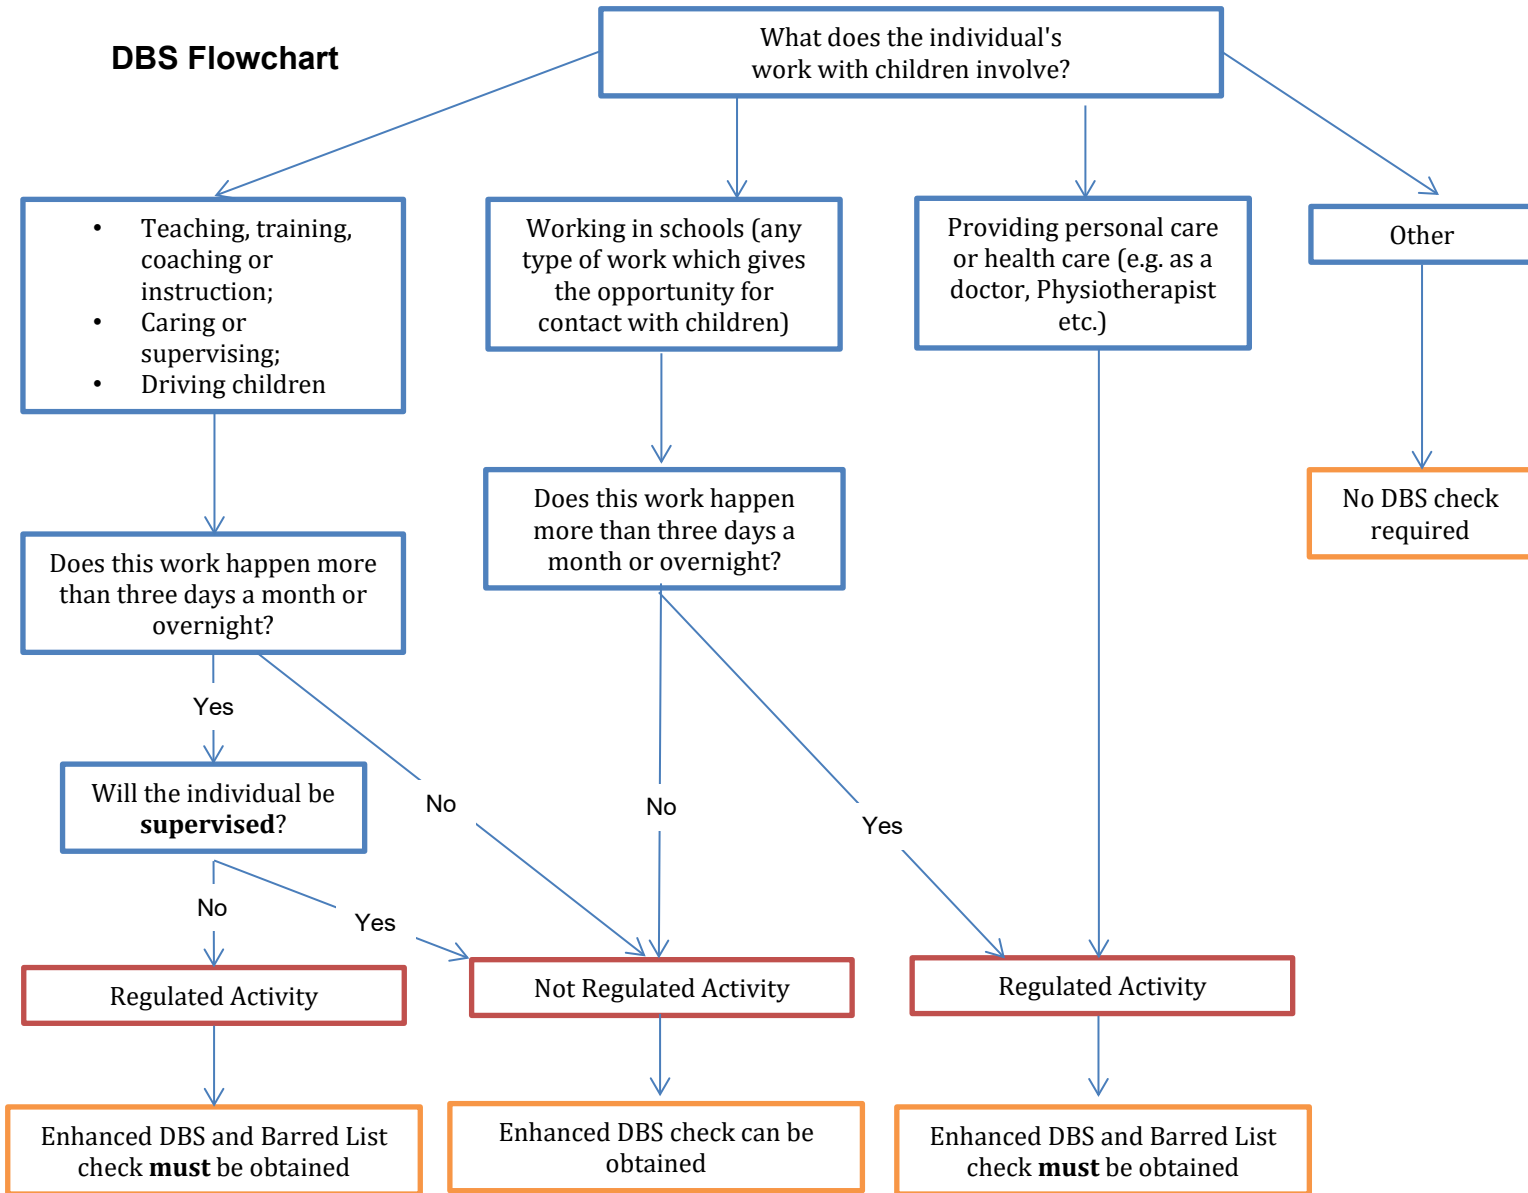 DBS Flowchart
What does the individual's
work with children involve?
• Teaching, training,
coaching or
instruction;
• Caring or
supervising;
• Driving children
Working in schools (any
type of work which gives
the opportunity for
contact with children)
Providing personal care
or health care (e.g. as a
doctor, Physiotherapist
etc.)
Other
Does this work happen more
than three days a month or
overnight?
Does this work happen
more than three days a
month or overnight?
No DBS check
required
Yes
Will the individual be
supervised?
No
No
Yes
No
Yes
Regulated Activity
Not Regulated Activity
Regulated Activity
Enhanced DBS and Barred List
check must be obtained
Enhanced DBS check can be
obtained
Enhanced DBS and Barred List
check must be obtained